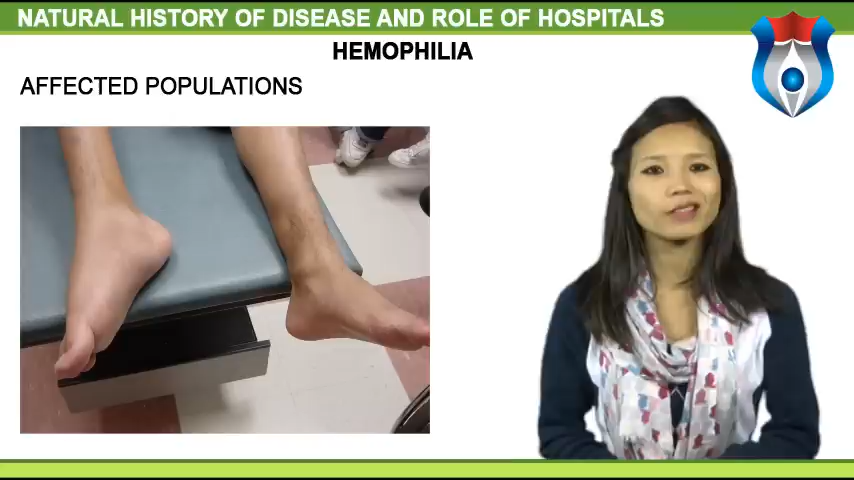 NATURAL HISTORY OF DISEASE AND ROLE OF HOSPITALS
HEMOPHILIA
AFFECTED POPULATIONS